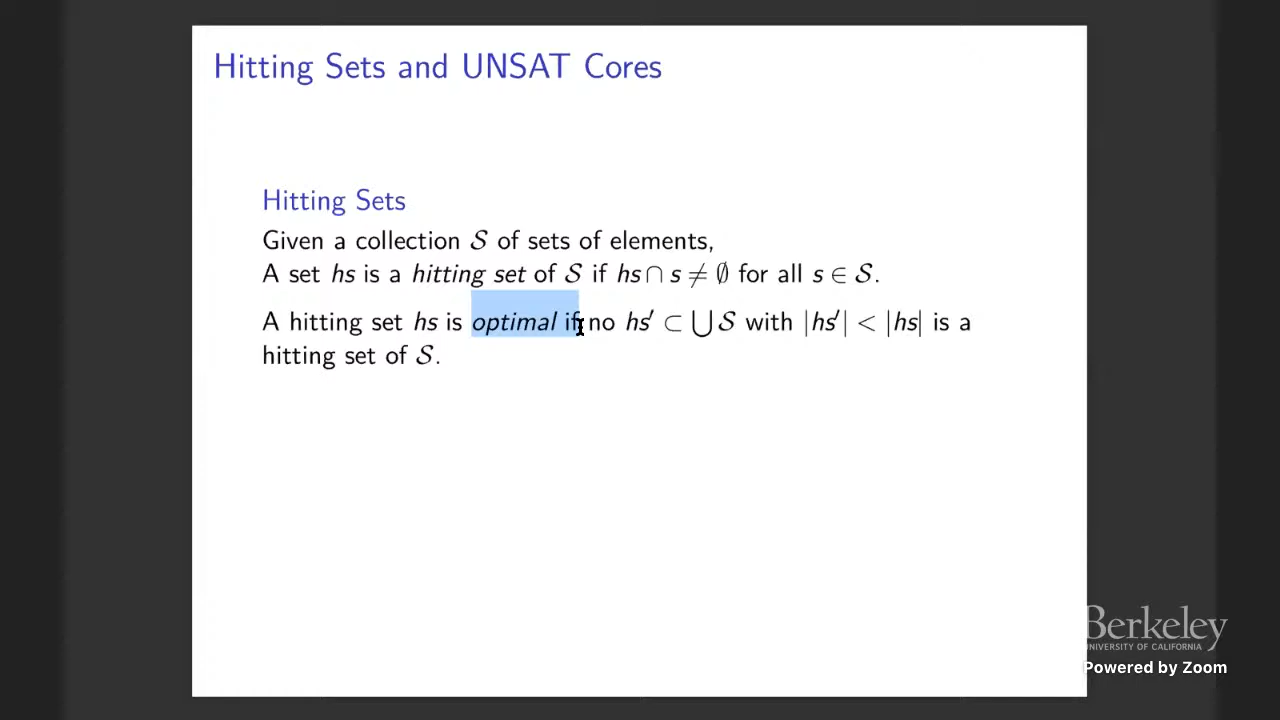 Hitting Sets and UNSAT Cores
Hitting Sets
Given a collection 𝒮 of sets of elements,
A set hs is a hitting set of 𝒮 if hs ∩ s ≠ ∅ for all s ∈ 𝒮.
A hitting set hs is optimal if no hs′ ⊂ ⋃ 𝒮 with |hs′| < |hs| is a
hitting set of 𝒮.
Berkeley
UNIVERSITY OF CALIFORNIA
Powered by Zoom